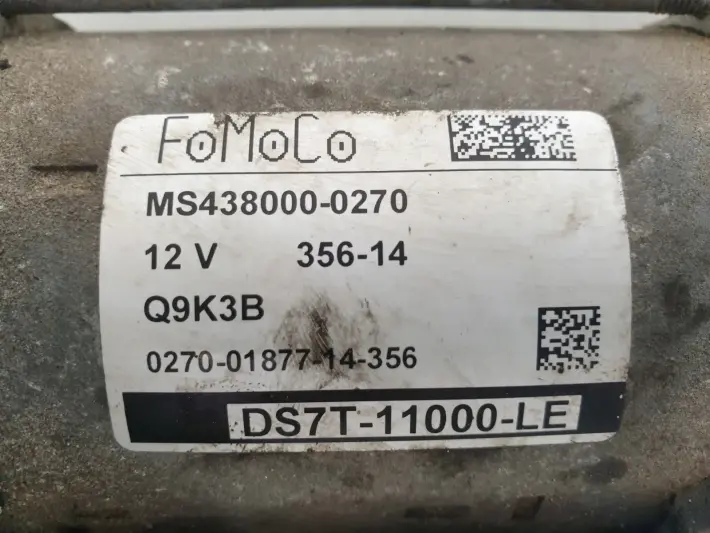 FoMoCo
MS438000-0270
12 V 356-14
Q9K3B
0270-01877-14-356
DS7T-11000-LE